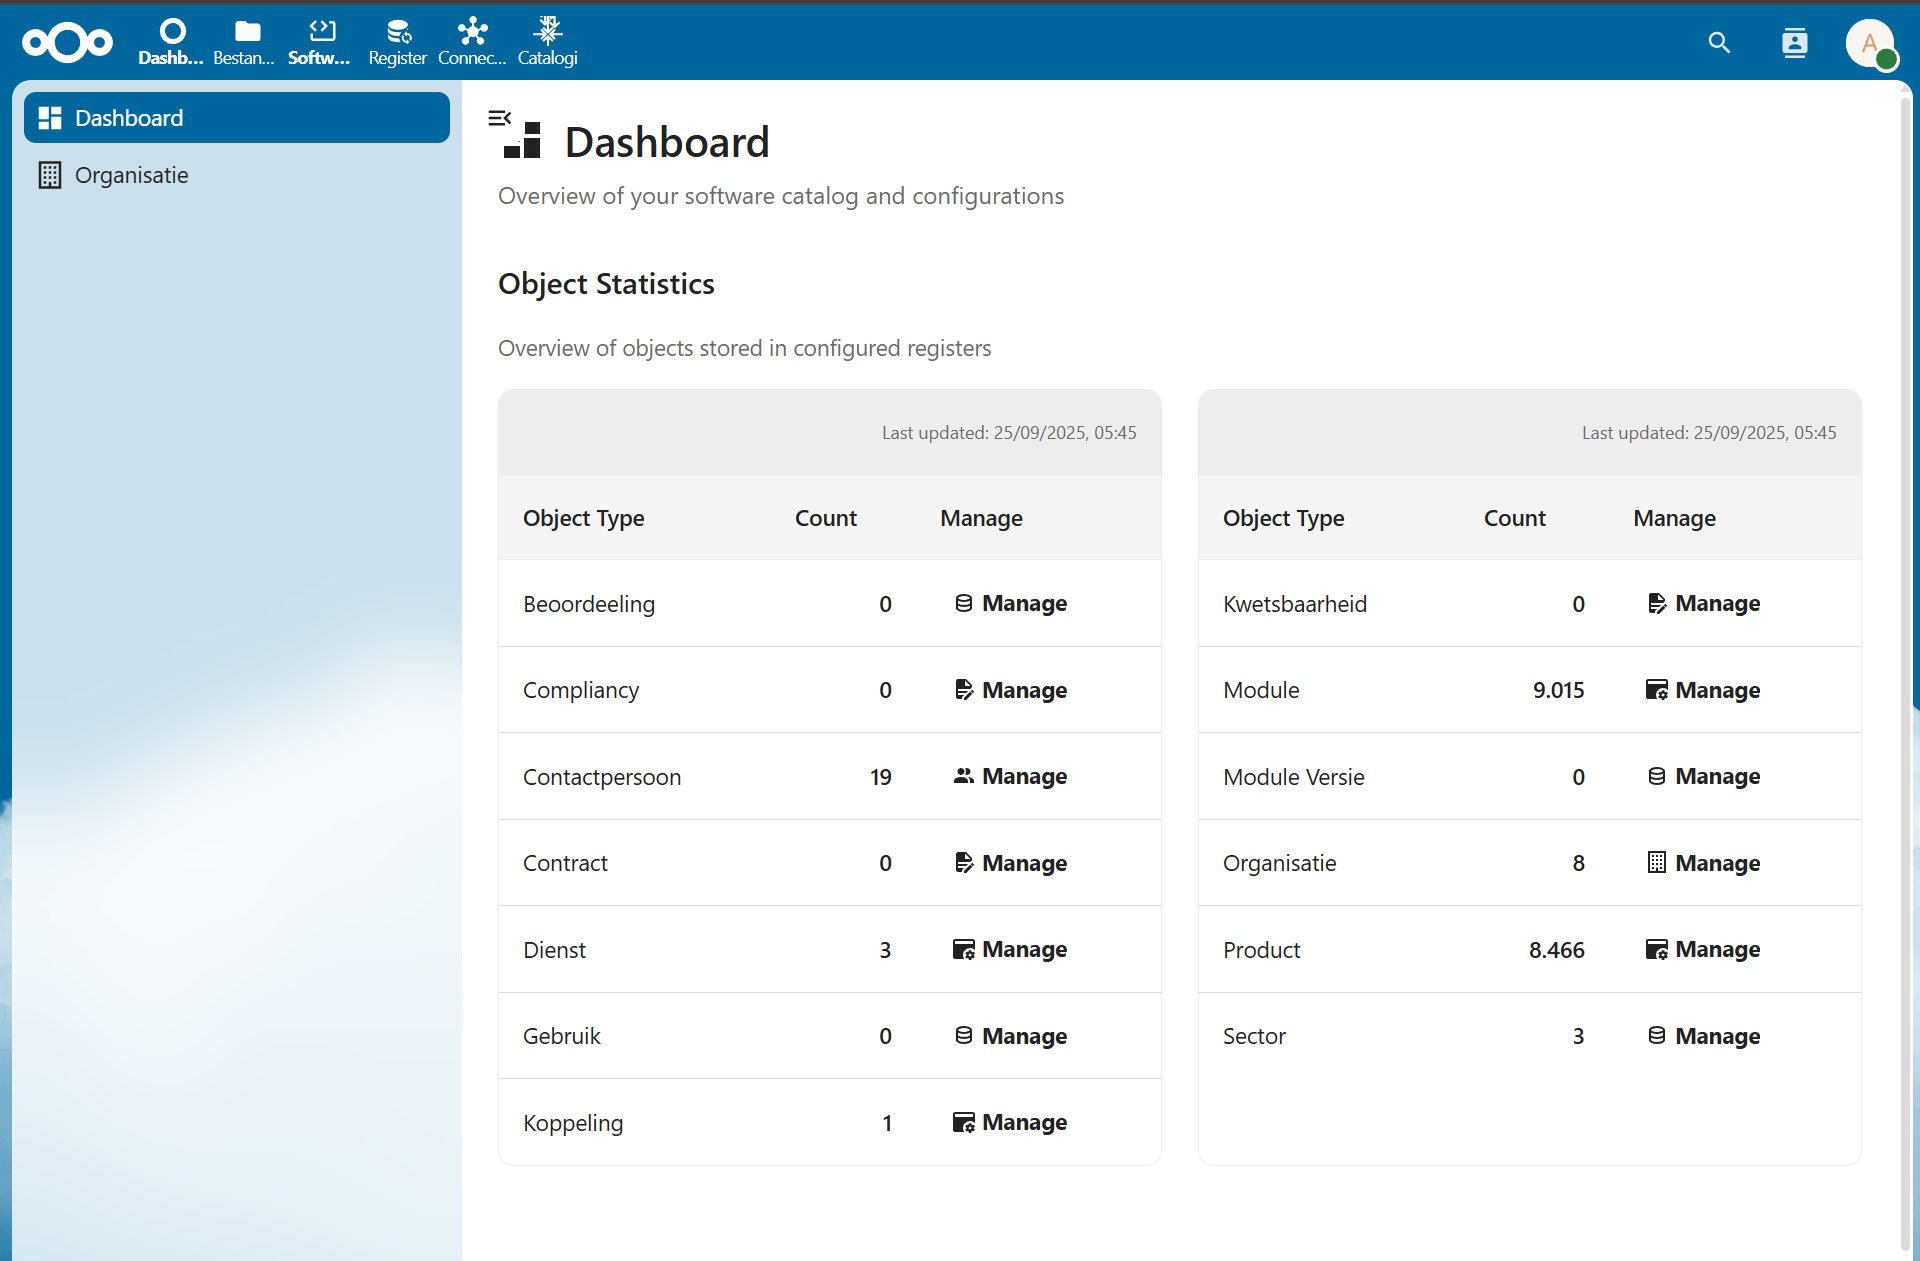 Dashb... Bestan... Softw... Register Connec... Catalogi
A
Dashboard
Organisatie
Dashboard
Overview of your software catalog and configurations
Object Statistics
Overview of objects stored in configured registers
Last updated: 25/09/2025, 05:45
Object Type Count Manage
Beoordeeling 0 Manage
Compliancy 0 Manage
Contactpersoon 19 Manage
Contract 0 Manage
Dienst 3 Manage
Gebruik 0 Manage
Koppeling 1 Manage
Last updated: 25/09/2025, 05:45
Object Type Count Manage
Kwetsbaarheid 0 Manage
Module 9.015 Manage
Module Versie 0 Manage
Organisatie 8 Manage
Product 8.466 Manage
Sector 3 Manage